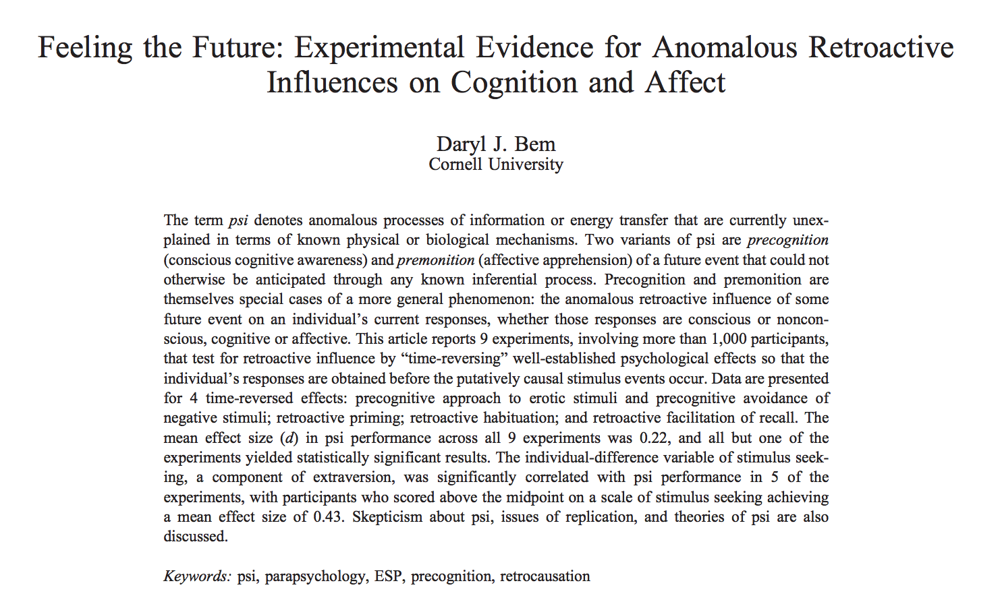 Feeling the Future: Experimental Evidence for Anomalous Retroactive
Influences on Cognition and Affect
Daryl J. Bem
Cornell University
The term psi denotes anomalous processes of information or energy transfer that are currently unex-
plained in terms of known physical or biological mechanisms. Two variants of psi are precognition
(conscious cognitive awareness) and premonition (affective apprehension) of a future event that could not
otherwise be anticipated through any known inferential process. Precognition and premonition are
themselves special cases of a more general phenomenon: the anomalous retroactive influence of some
future event on an individual’s current responses, whether those responses are conscious or noncon-
scious, cognitive or affective. This article reports 9 experiments, involving more than 1,000 participants,
that test for retroactive influence by “time-reversing” well-established psychological effects so that the
individual’s responses are obtained before the putatively causal stimulus events occur. Data are presented
for 4 time-reversed effects: precognitive approach to erotic stimuli and precognitive avoidance of
negative stimuli; retroactive priming; retroactive habituation; and retroactive facilitation of recall. The
mean effect size (d) in psi performance across all 9 experiments was 0.22, and all but one of the
experiments yielded statistically significant results. The individual-difference variable of stimulus seek-
ing, a component of extraversion, was significantly correlated with psi performance in 5 of the
experiments, with participants who scored above the midpoint on a scale of stimulus seeking achieving
a mean effect size of 0.43. Skepticism about psi, issues of replication, and theories of psi are also
discussed.
Keywords: psi, parapsychology, ESP, precognition, retrocausation